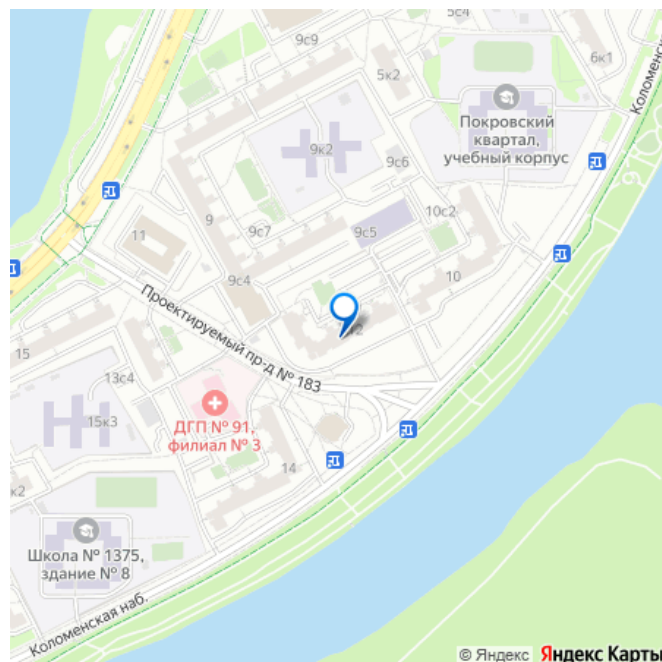 5с4
9с9
6к1
5к2
Коломенск
Покровский
квартал,
учебный корпус
9к2
9с6
10с2
9
9с7
9с5
11
10
9с4
Проектируемый пр-д № 183
15
13с4
15к3
ДГП № 91,
филиал № 3
14
к2
Школа № 1375,
здание № 8
Коломенская наб.
© Яндекс Яндекс Карты